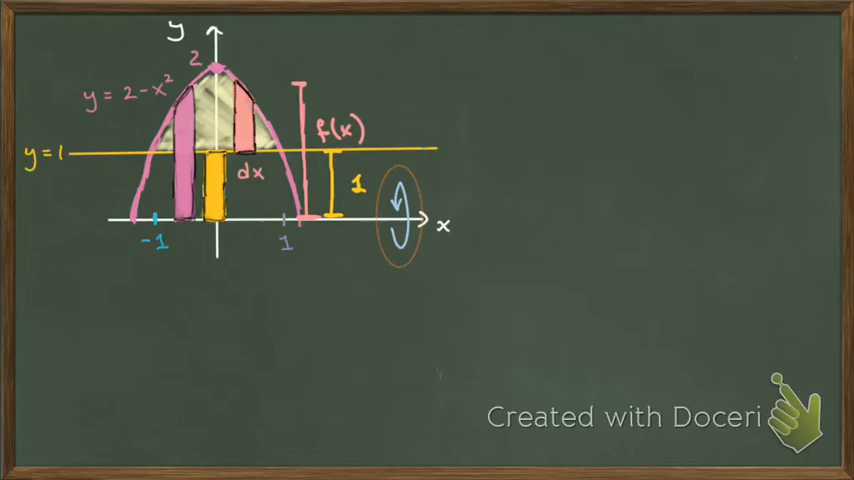 y
2
y = 2 - x²
f(x)
y = 1
dx
1
x
-1
1
Created with Doceri